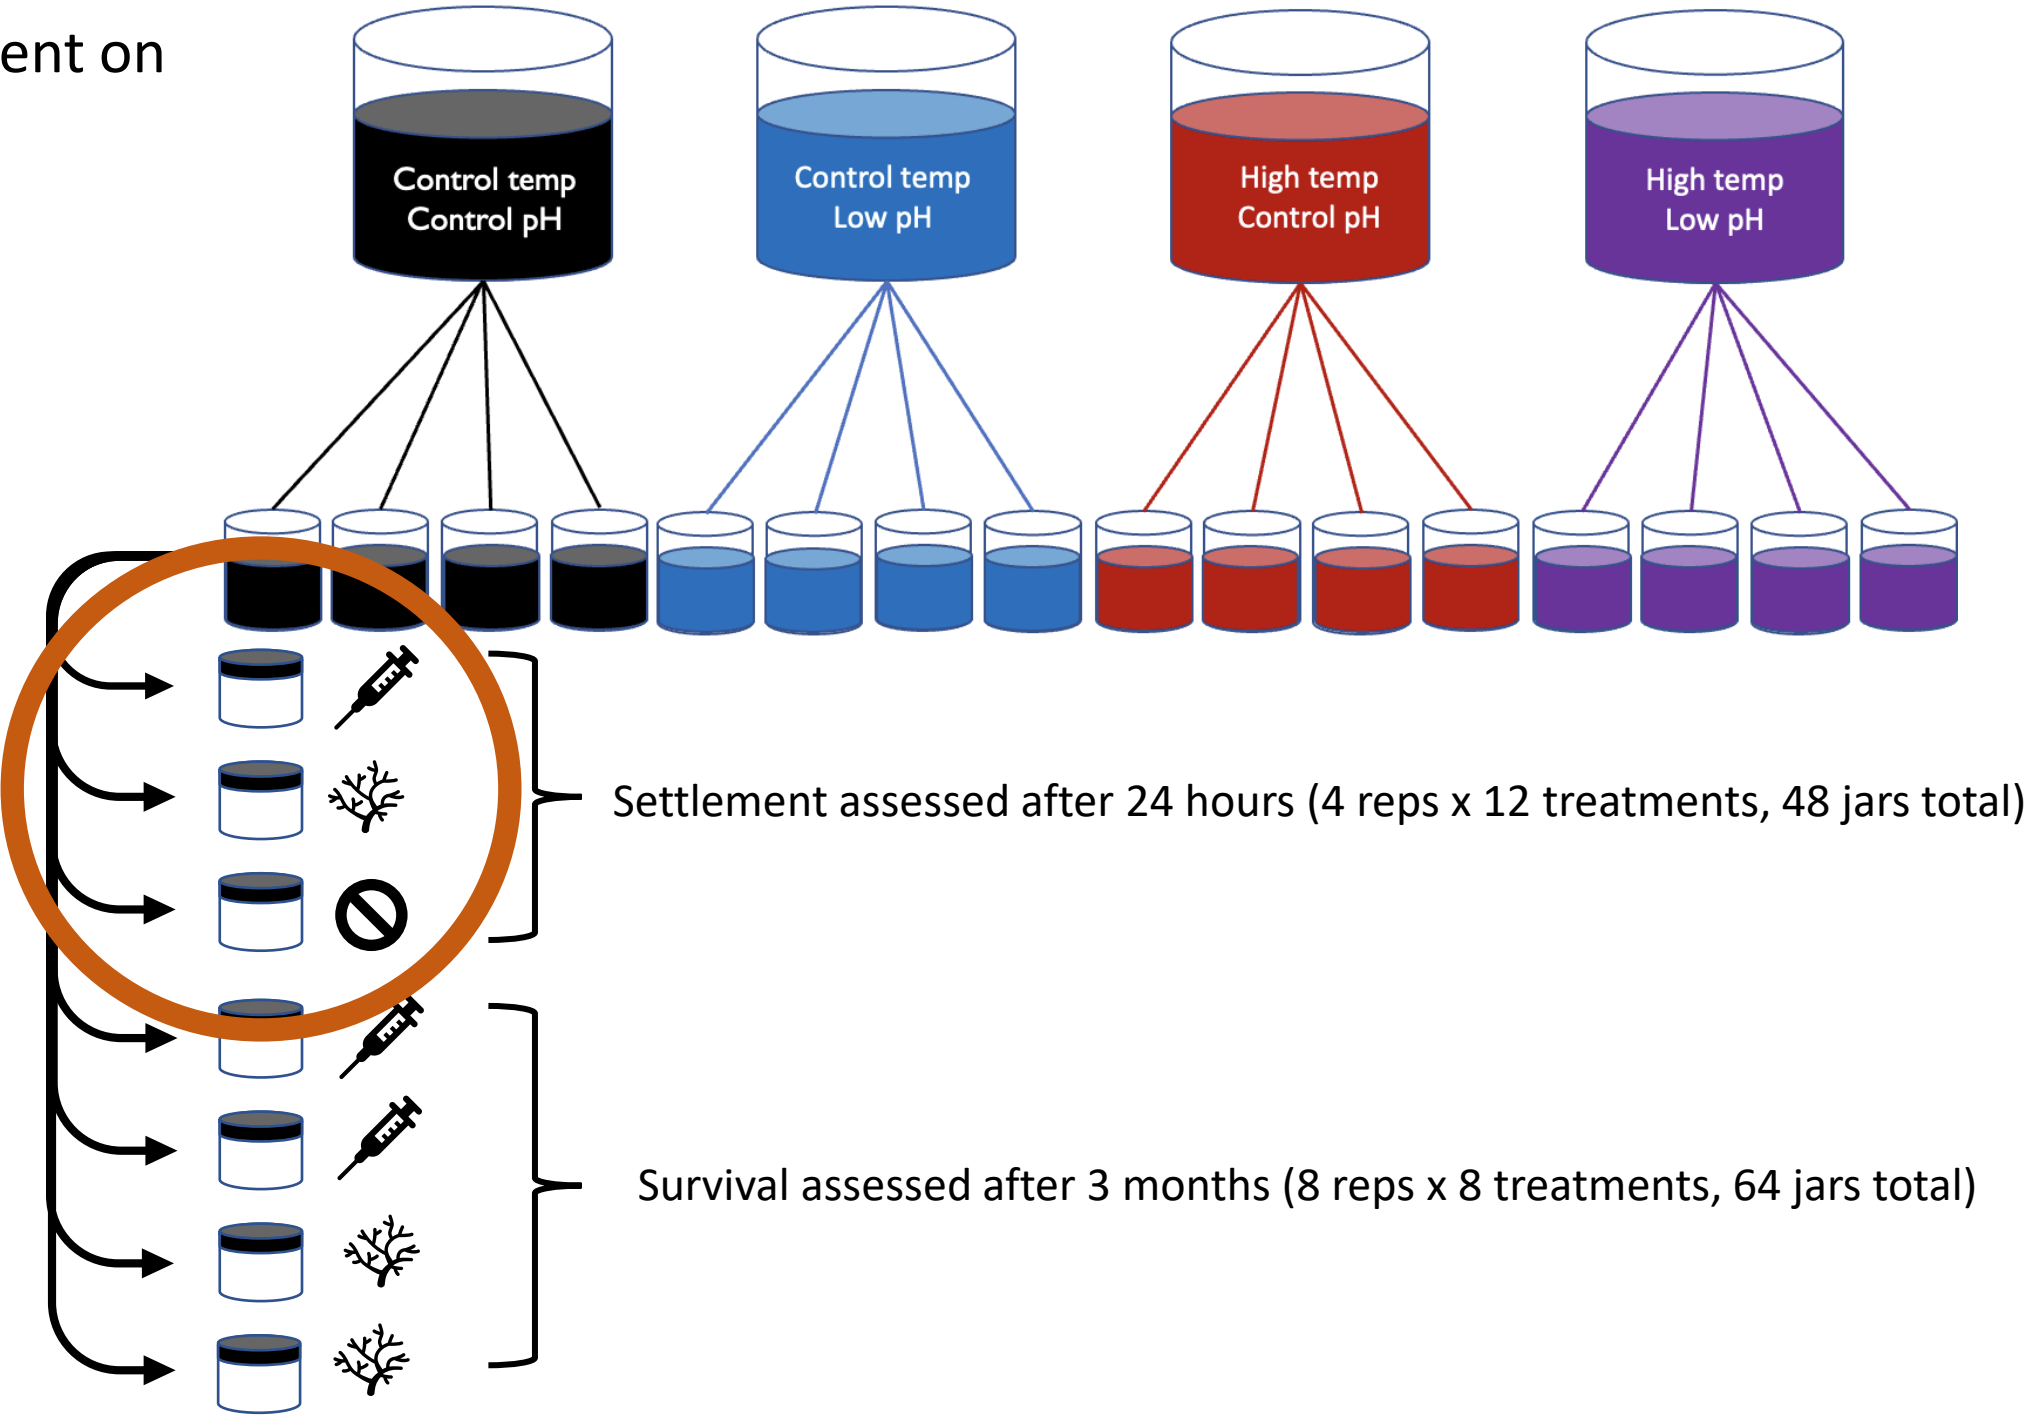 ent on
Control temp
Control pH
Control temp
Low pH
High temp
Control pH
High temp
Low pH
Settlement assessed after 24 hours (4 reps x 12 treatments, 48 jars total)
Survival assessed after 3 months (8 reps x 8 treatments, 64 jars total)